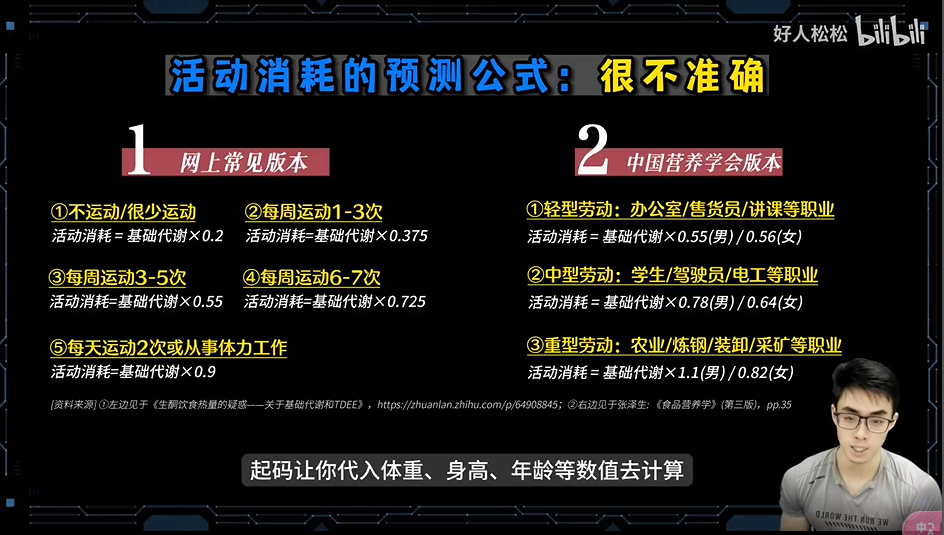 好人松松 bilibili
活动消耗的预测公式：很不准确
1 网上常见版本
①不运动/很少运动
活动消耗 = 基础代谢×0.2
②每周运动1-3次
活动消耗=基础代谢×0.375
③每周运动3-5次
活动消耗=基础代谢×0.55
④每周运动6-7次
活动消耗=基础代谢×0.725
⑤每天运动2次或从事体力工作
活动消耗=基础代谢×0.9
2 中国营养学会版本
①轻型劳动：办公室/售货员/讲课等职业
活动消耗 = 基础代谢×0.55(男) / 0.56(女)
②中型劳动：学生/驾驶员/电工等职业
活动消耗 = 基础代谢×0.78(男) / 0.64(女)
③重型劳动：农业/炼钢/装卸/采矿等职业
活动消耗 = 基础代谢×1.1(男) / 0.82(女)
[资料来源] ①左边见于《生酮饮食热量的疑惑——关于基础代谢和TDEE》，https://zhuanlan.zhihu.com/p/64908845；②右边见于张泽生:《食品营养学》(第三版)，pp.35
起码让你代入体重、身高、年龄等数值去计算
WE RUN THE WORLD